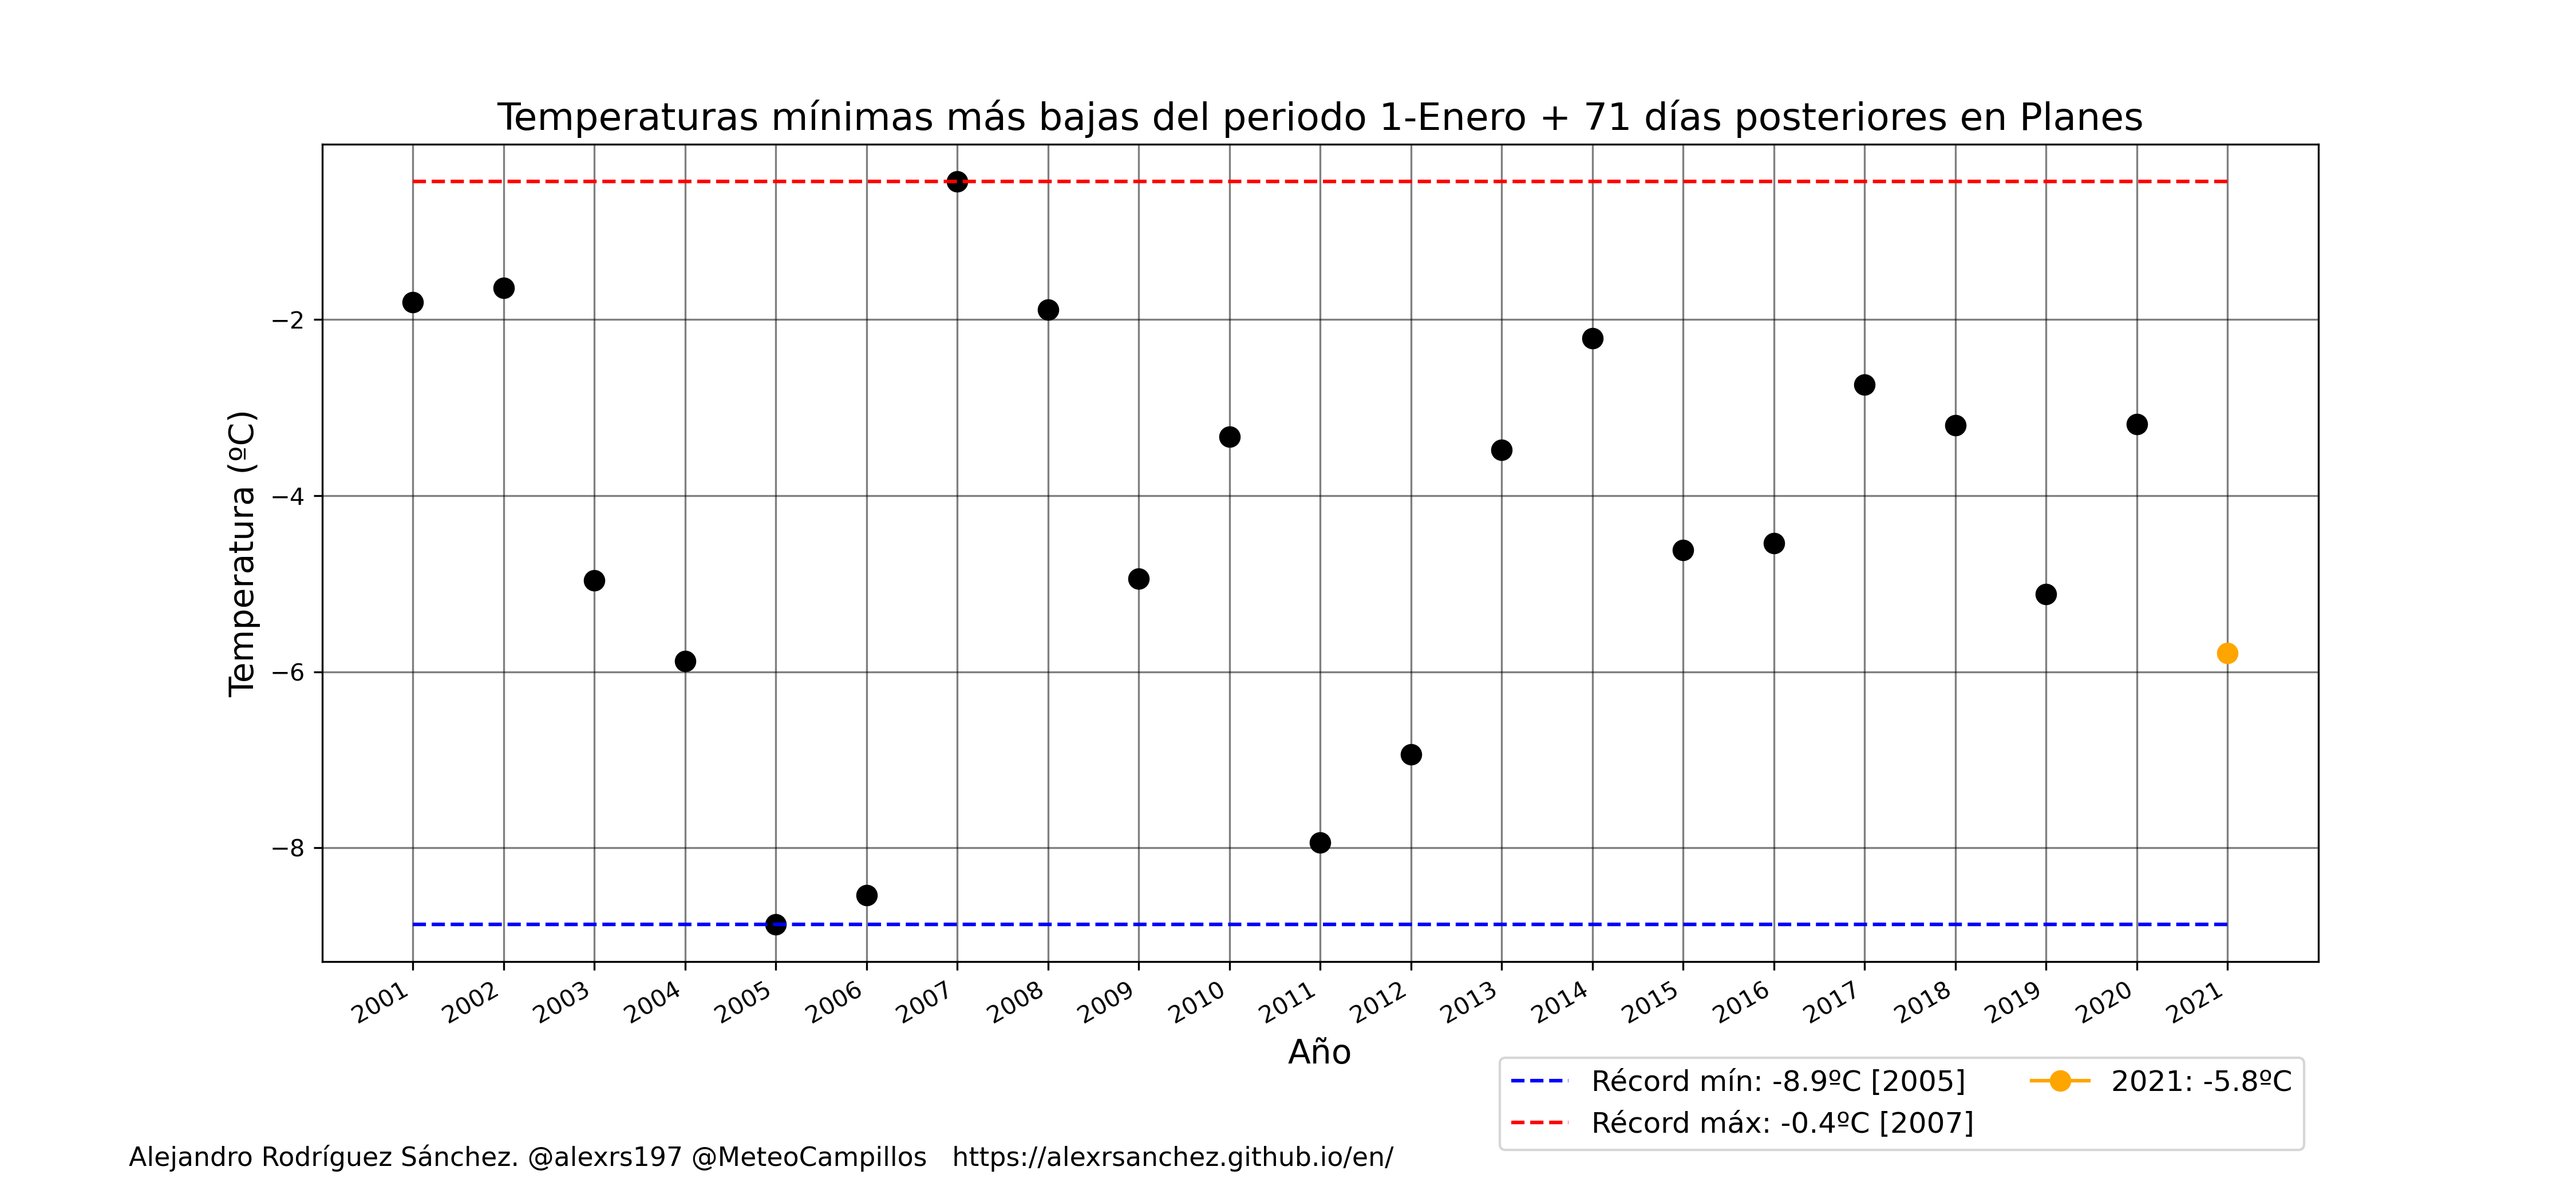 Temperaturas mínimas más bajas del periodo 1-Enero + 71 días posteriores en Planes
Temperatura (ºC)
−2
−4
−6
−8
2001 2002 2003 2004 2005 2006 2007 2008 2009 2010 2011 2012 2013 2014 2015 2016 2017 2018 2019 2020 2021
Año
Récord mín: -8.9ºC [2005]
Récord máx: -0.4ºC [2007]
2021: -5.8ºC
Alejandro Rodríguez Sánchez. @alexrs197 @MeteoCampillos https://alexrsanchez.github.io/en/